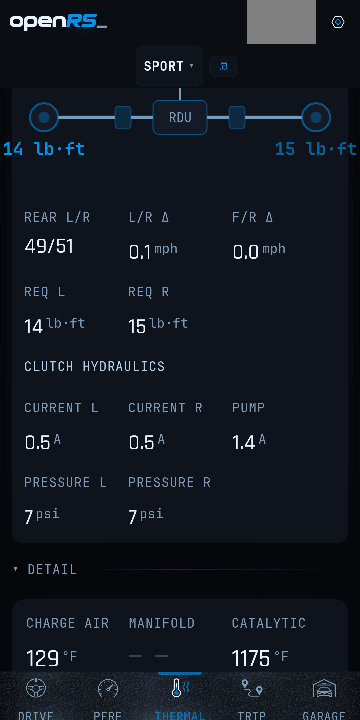 openRS_
SPORT ▾
RDU
14 lb·ft 15 lb·ft
REAR L/R L/R Δ F/R Δ
49/51 0.1 mph 0.0 mph
REQ L REQ R
14 lb·ft 15 lb·ft
CLUTCH HYDRAULICS
CURRENT L CURRENT R PUMP
0.5 A 0.5 A 1.4 A
PRESSURE L PRESSURE R
7 psi 7 psi
▾ DETAIL
CHARGE AIR MANIFOLD CATALYTIC
129 °F — — 1175 °F
DRIVE PERF THERMAL TRIP GARAGE